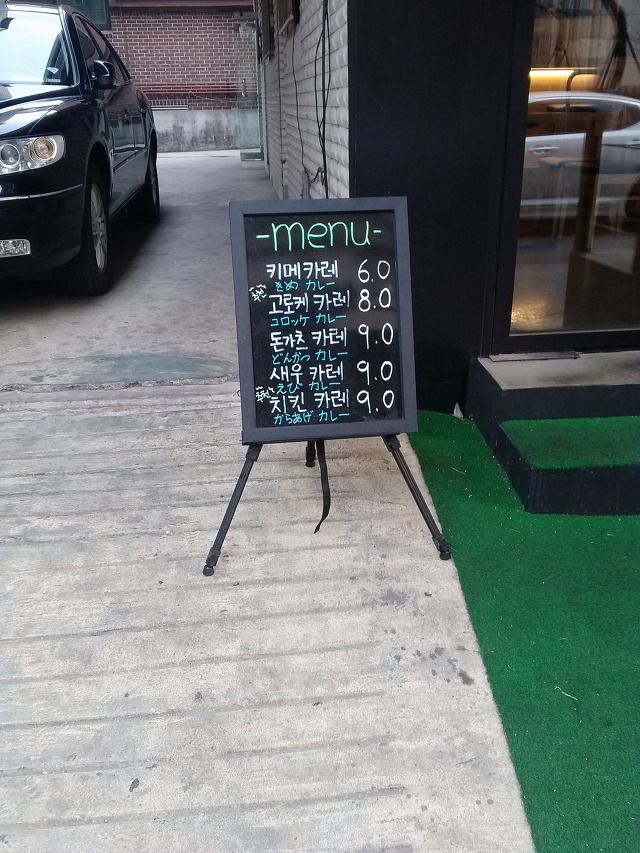 -menu-
키메카레 6.0
きめ カレー
고로케 카레 8.0
コロッケ カレー
돈가츠 카레 9.0
どんかつ カレー
새우 카레 9.0
えび カレー
치킨 카레 9.0
からあげ カレー